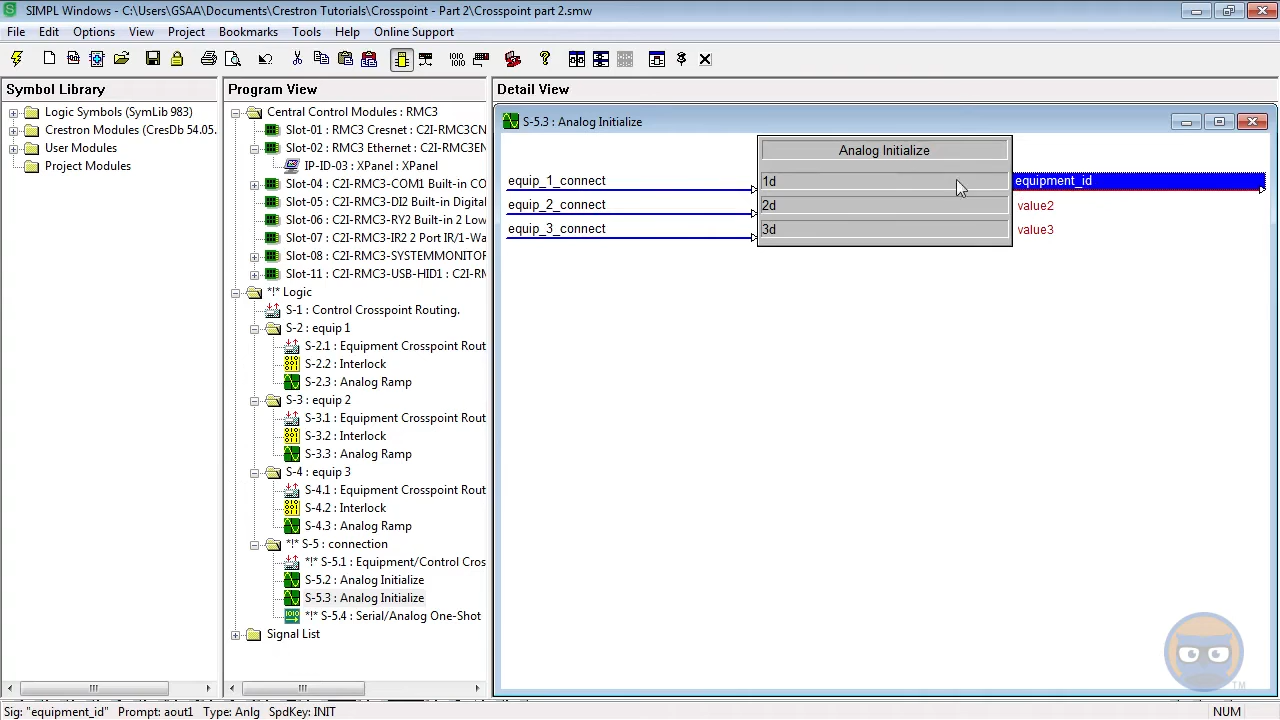 SIMPL Windows - C:\Users\GSAA\Documents\Crestron Tutorials\Crosspoint - Part 2\Crosspoint part 2.smw
File Edit Options View Project Bookmarks Tools Help Online Support
Symbol Library
Logic Symbols (SymLib 983)
Crestron Modules (CresDb 54.05.
User Modules
Project Modules
Program View
Central Control Modules : RMC3
Slot-01 : RMC3 Cresnet : C2I-RMC3CN
Slot-02 : RMC3 Ethernet : C2I-RMC3EN
IP-ID-03 : XPanel : XPanel
Slot-04 : C2I-RMC3-COM1 Built-in CO
Slot-05 : C2I-RMC3-DI2 Built-in Digital
Slot-06 : C2I-RMC3-RY2 Built-in 2 Low
Slot-07 : C2I-RMC3-IR2 2 Port IR/1-Wa
Slot-08 : C2I-RMC3-SYSTEMMONITOR
Slot-11 : C2I-RMC3-USB-HID1 : C2I-RM
*!* Logic
S-1 : Control Crosspoint Routing.
S-2 : equip 1
S-2.1 : Equipment Crosspoint Rout
S-2.2 : Interlock
S-2.3 : Analog Ramp
S-3 : equip 2
S-3.1 : Equipment Crosspoint Rout
S-3.2 : Interlock
S-3.3 : Analog Ramp
S-4 : equip 3
S-4.1 : Equipment Crosspoint Rout
S-4.2 : Interlock
S-4.3 : Analog Ramp
*!* S-5 : connection
*!* S-5.1 : Equipment/Control Cros
S-5.2 : Analog Initialize
S-5.3 : Analog Initialize
*!* S-5.4 : Serial/Analog One-Shot
Signal List
Detail View
S-5.3 : Analog Initialize
Analog Initialize
equip_1_connect 1d equipment_id
equip_2_connect 2d value2
equip_3_connect 3d value3
TM
Sig: "equipment_id" Prompt: aout1 Type: Anlg SpdKey: INIT
NUM